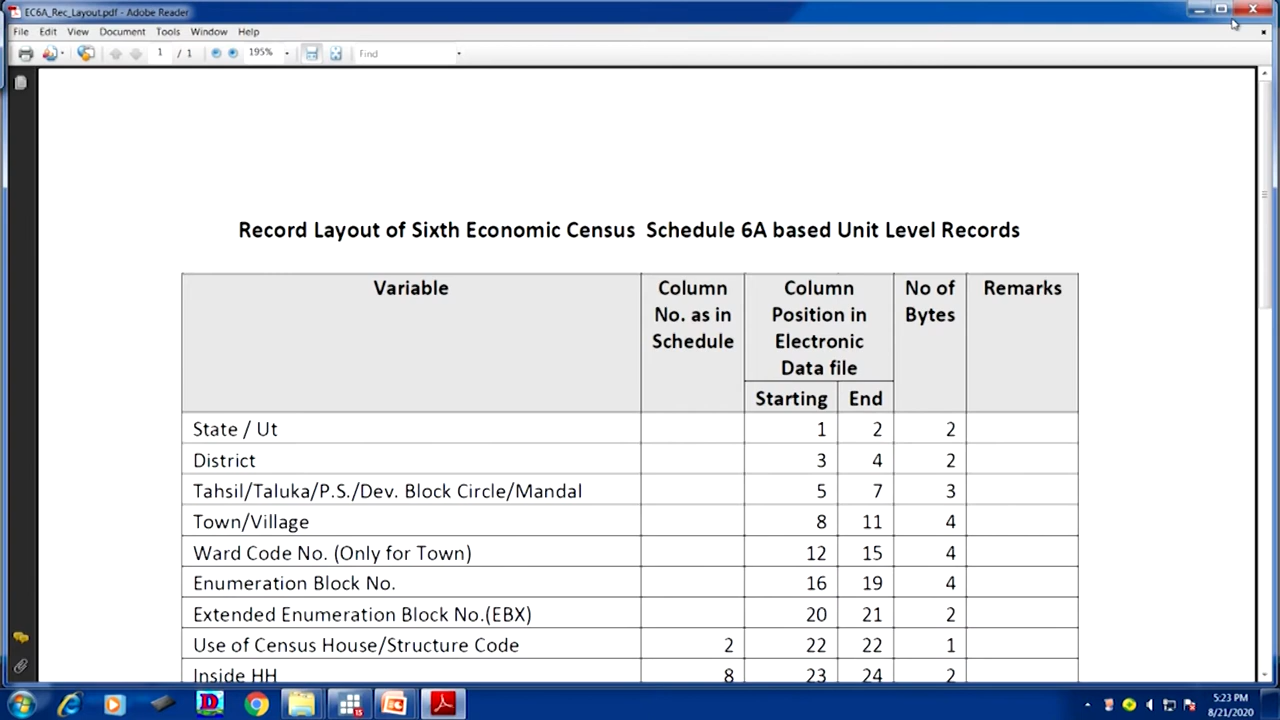 EC6A_Rec_Layout.pdf - Adobe Reader
File Edit View Document Tools Window Help
1 / 1 195% Find
Record Layout of Sixth Economic Census Schedule 6A based Unit Level Records
Variable
Column No. as in Schedule
Column Position in Electronic Data file
No of Bytes
Remarks
Starting End
State / Ut 1 2 2
District 3 4 2
Tahsil/Taluka/P.S./Dev. Block Circle/Mandal 5 7 3
Town/Village 8 11 4
Ward Code No. (Only for Town) 12 15 4
Enumeration Block No. 16 19 4
Extended Enumeration Block No.(EBX) 20 21 2
Use of Census House/Structure Code 2 22 22 1
Inside HH 8 23 24 2
15
5:23 PM
8/21/2020